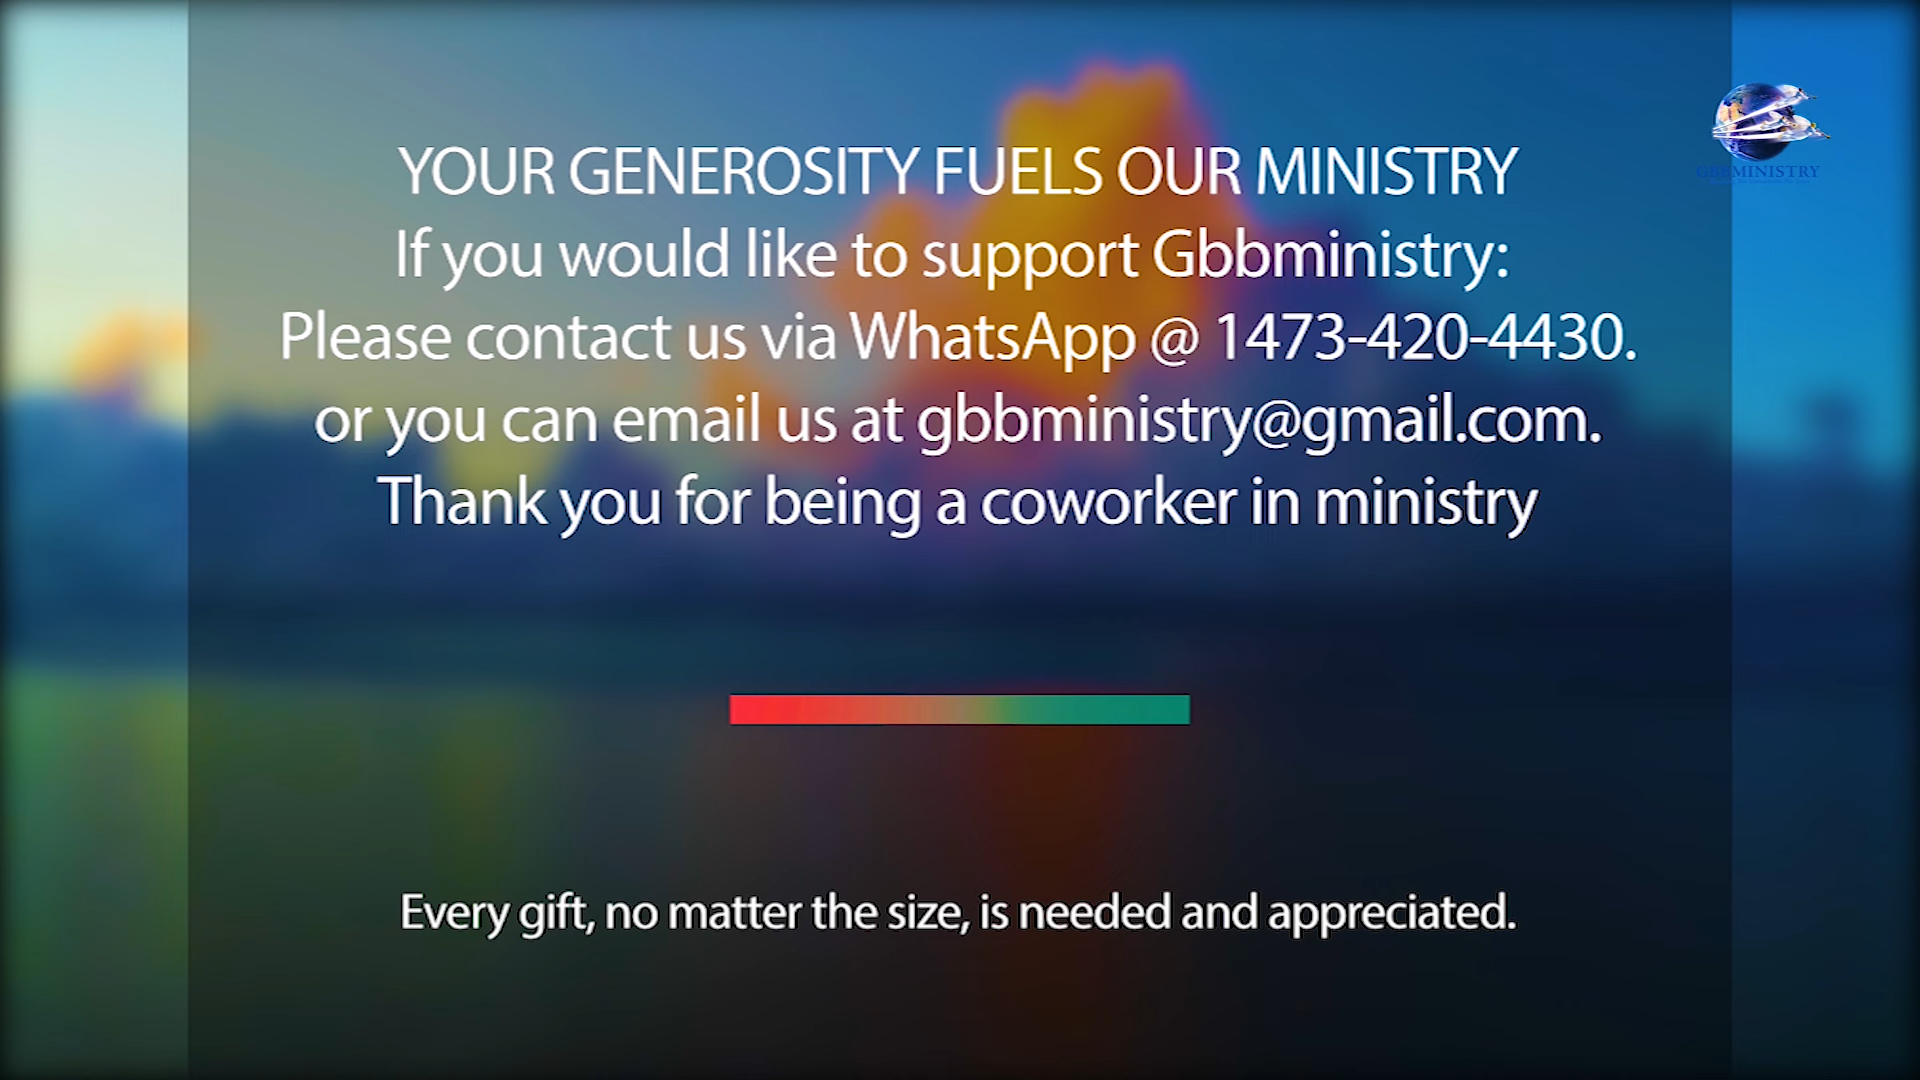 YOUR GENEROSITY FUELS OUR MINISTRY
If you would like to support Gbbministry:
Please contact us via WhatsApp @ 1473-420-4430.
or you can email us at gbbministry@gmail.com.
Thank you for being a coworker in ministry
Every gift, no matter the size, is needed and appreciated.
GBBMINISTRY